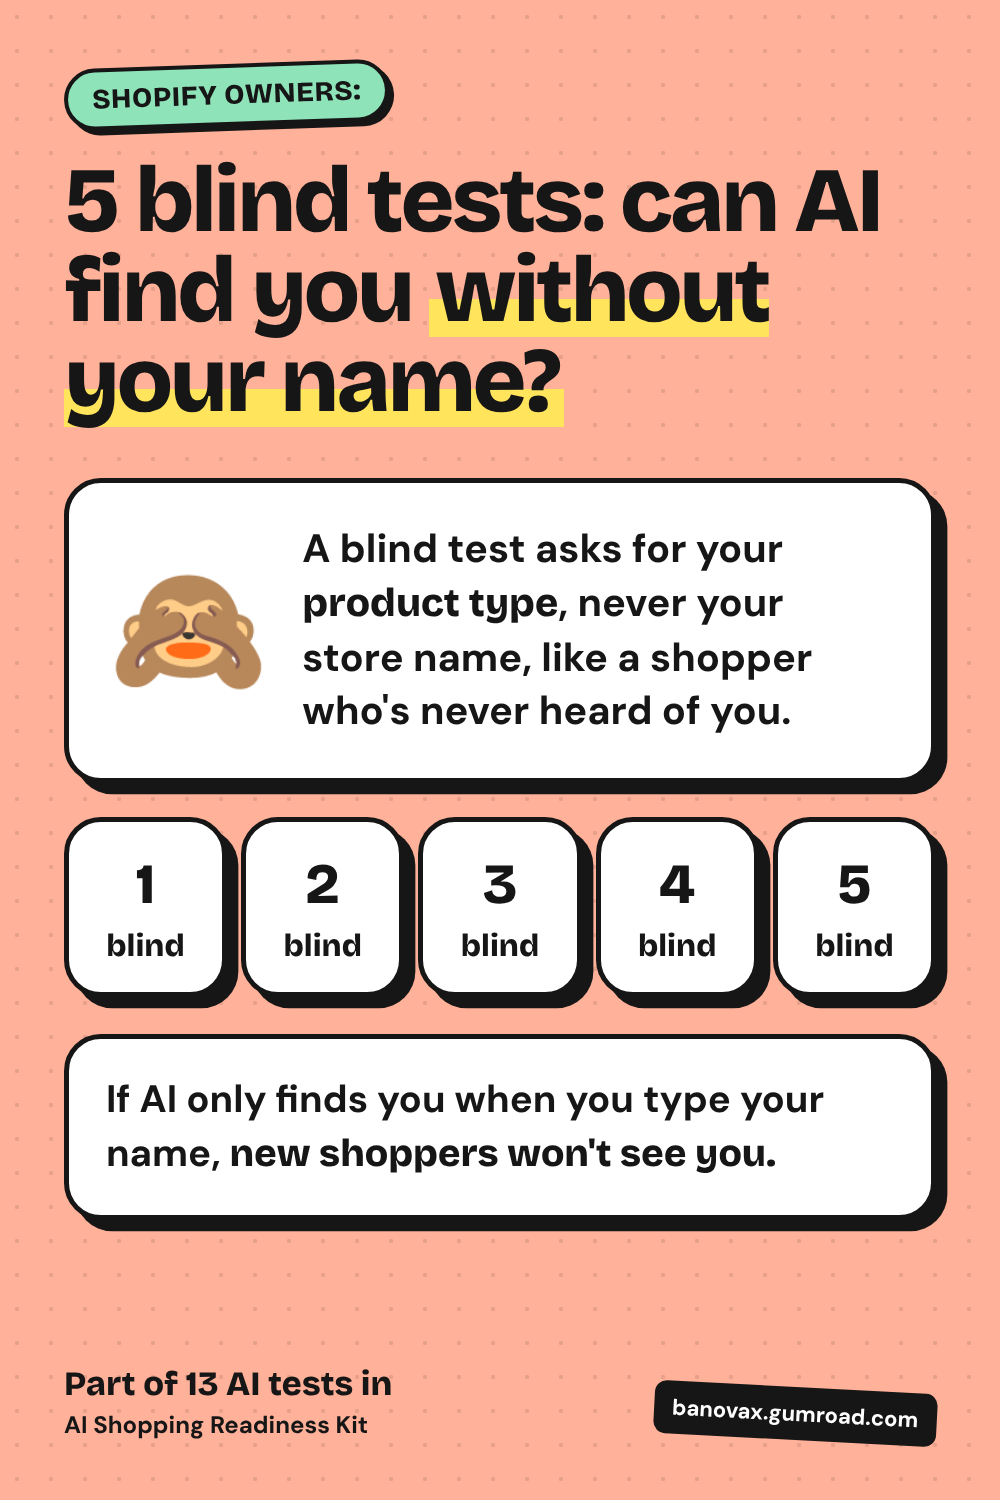 SHOPIFY OWNERS:
5 blind tests: can AI
find you without
your name?
A blind test asks for your
product type, never your
store name, like a shopper
who's never heard of you.
1
blind
2
blind
3
blind
4
blind
5
blind
If AI only finds you when you type your
name, new shoppers won't see you.
Part of 13 AI tests in
AI Shopping Readiness Kit
banovax.gumroad.com